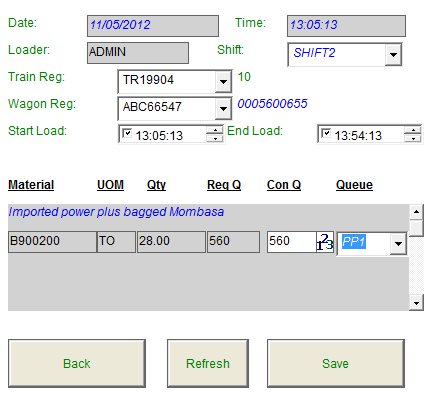 Date: 11/05/2012 Time: 13:05:13
Loader: ADMIN Shift: SHIFT2
Train Reg: TR19904 10
Wagon Reg: ABC66547 0005600655
Start Load: 13:05:13 End Load: 13:54:13
Material UOM Qty Req Q Con Q Queue
Imported power plus bagged Mombasa
B900200 TO 28.00 560 560 213 PP1
Back Refresh Save